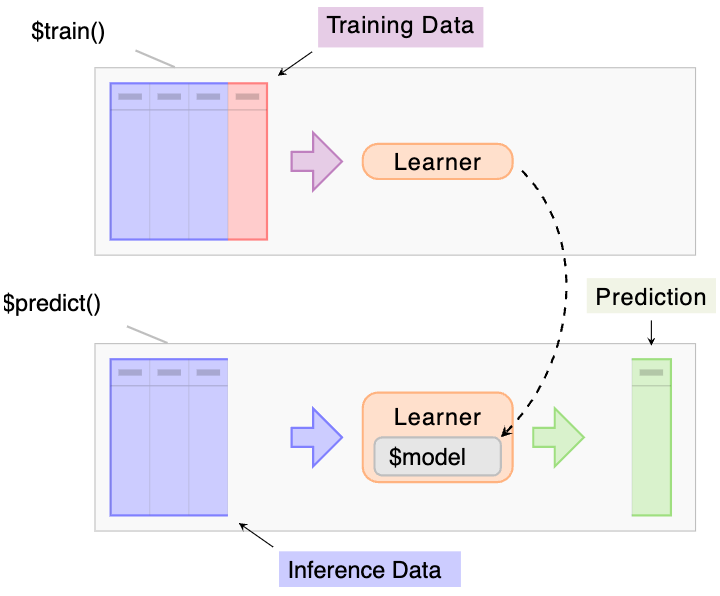 $train()
Training Data
Learner
$predict()
Prediction
Learner
$model
Inference Data